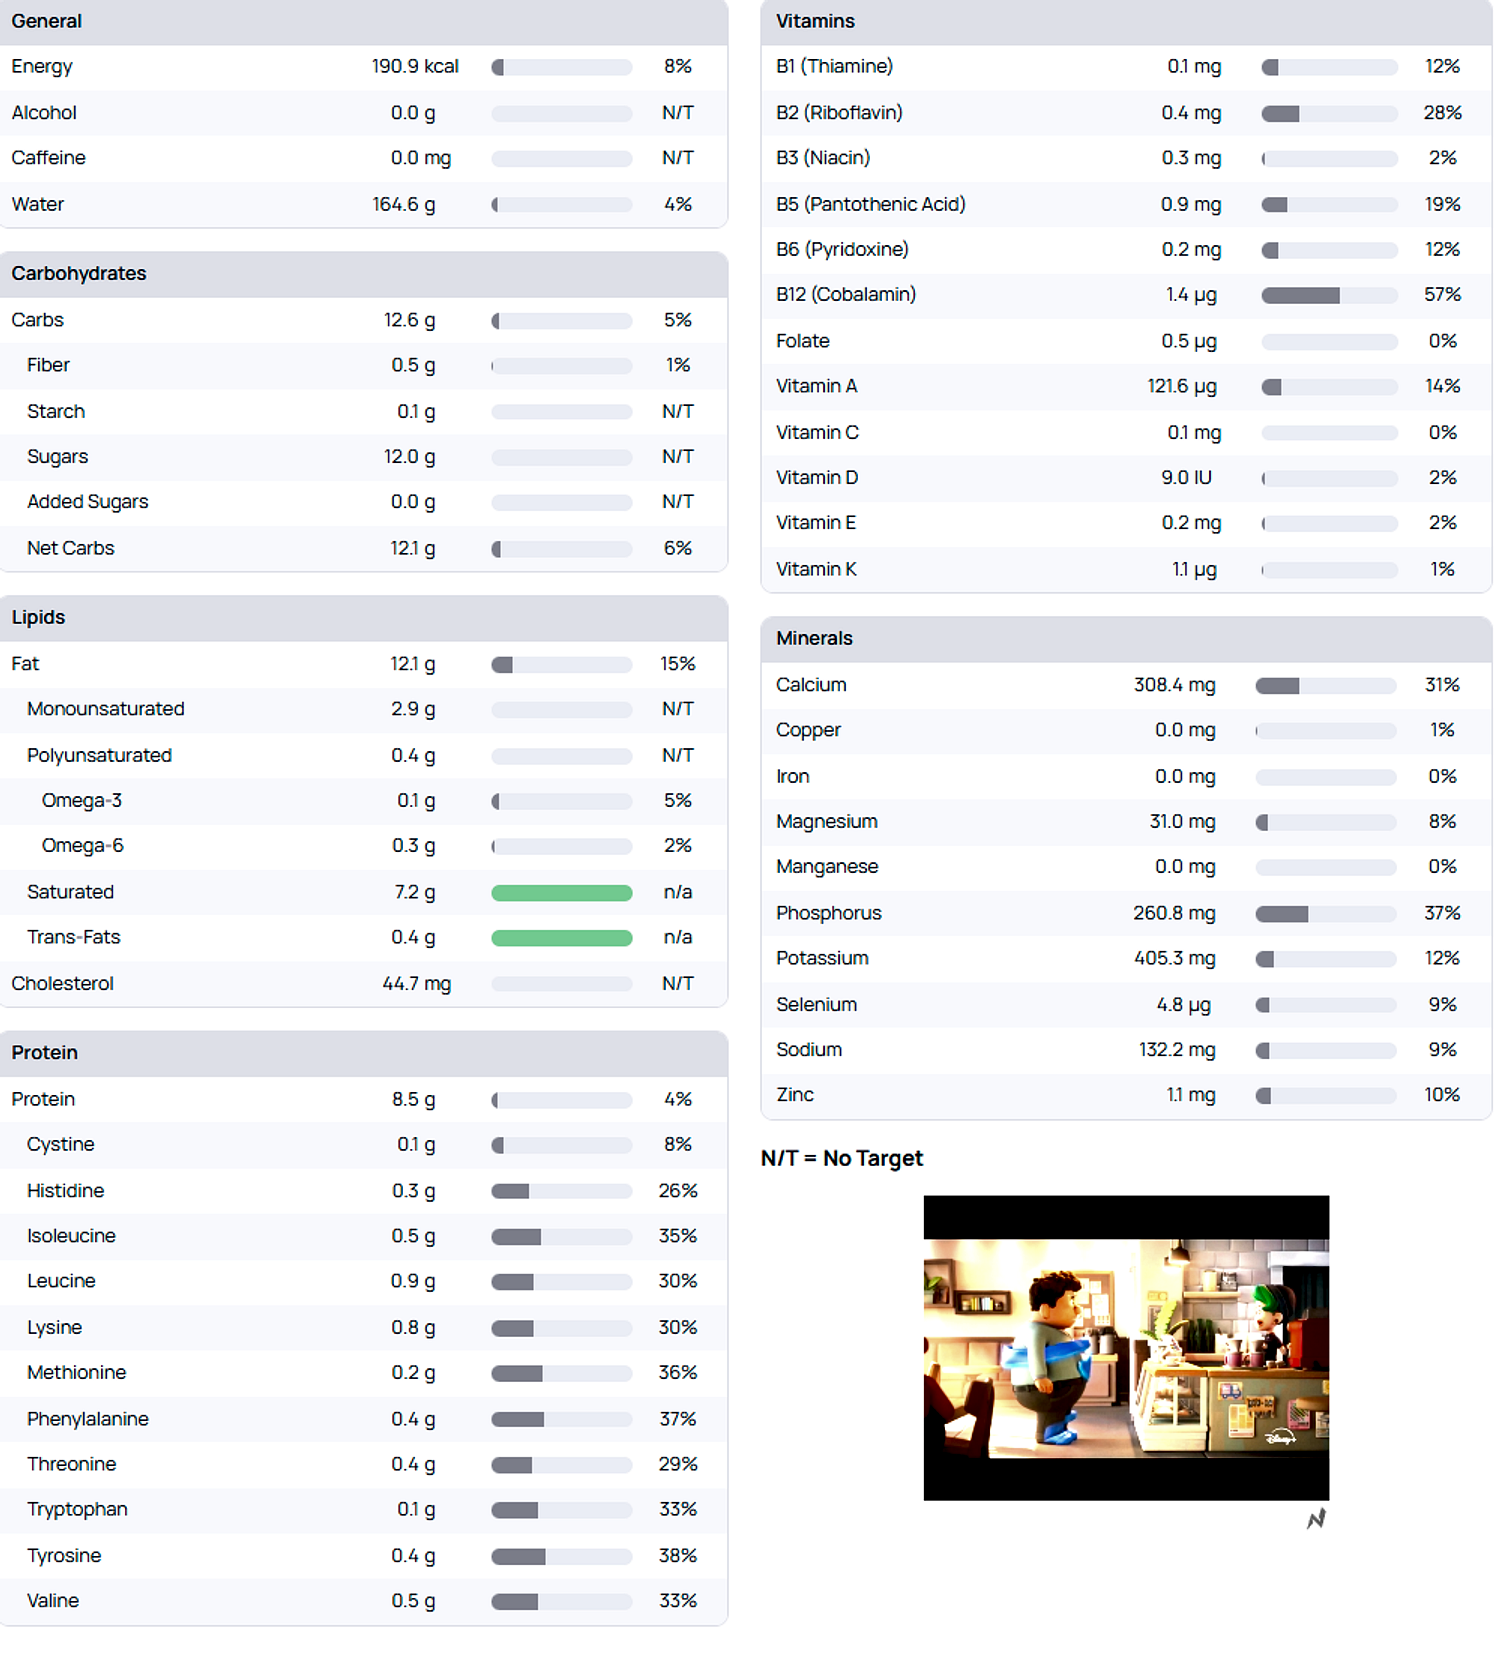 General
Energy 190.9 kcal 8%
Alcohol 0.0 g N/T
Caffeine 0.0 mg N/T
Water 164.6 g 4%
Carbohydrates
Carbs 12.6 g 5%
Fiber 0.5 g 1%
Starch 0.1 g N/T
Sugars 12.0 g N/T
Added Sugars 0.0 g N/T
Net Carbs 12.1 g 6%
Lipids
Fat 12.1 g 15%
Monounsaturated 2.9 g N/T
Polyunsaturated 0.4 g N/T
Omega-3 0.1 g 5%
Omega-6 0.3 g 2%
Saturated 7.2 g n/a
Trans-Fats 0.4 g n/a
Cholesterol 44.7 mg N/T
Protein
Protein 8.5 g 4%
Cystine 0.1 g 8%
Histidine 0.3 g 26%
Isoleucine 0.5 g 35%
Leucine 0.9 g 30%
Lysine 0.8 g 30%
Methionine 0.2 g 36%
Phenylalanine 0.4 g 37%
Threonine 0.4 g 29%
Tryptophan 0.1 g 33%
Tyrosine 0.4 g 38%
Valine 0.5 g 33%
Vitamins
B1 (Thiamine) 0.1 mg 12%
B2 (Riboflavin) 0.4 mg 28%
B3 (Niacin) 0.3 mg 2%
B5 (Pantothenic Acid) 0.9 mg 19%
B6 (Pyridoxine) 0.2 mg 12%
B12 (Cobalamin) 1.4 µg 57%
Folate 0.5 µg 0%
Vitamin A 121.6 µg 14%
Vitamin C 0.1 mg 0%
Vitamin D 9.0 IU 2%
Vitamin E 0.2 mg 2%
Vitamin K 1.1 µg 1%
Minerals
Calcium 308.4 mg 31%
Copper 0.0 mg 1%
Iron 0.0 mg 0%
Magnesium 31.0 mg 8%
Manganese 0.0 mg 0%
Phosphorus 260.8 mg 37%
Potassium 405.3 mg 12%
Selenium 4.8 µg 9%
Sodium 132.2 mg 9%
Zinc 1.1 mg 10%
N/T = No Target
Disney+